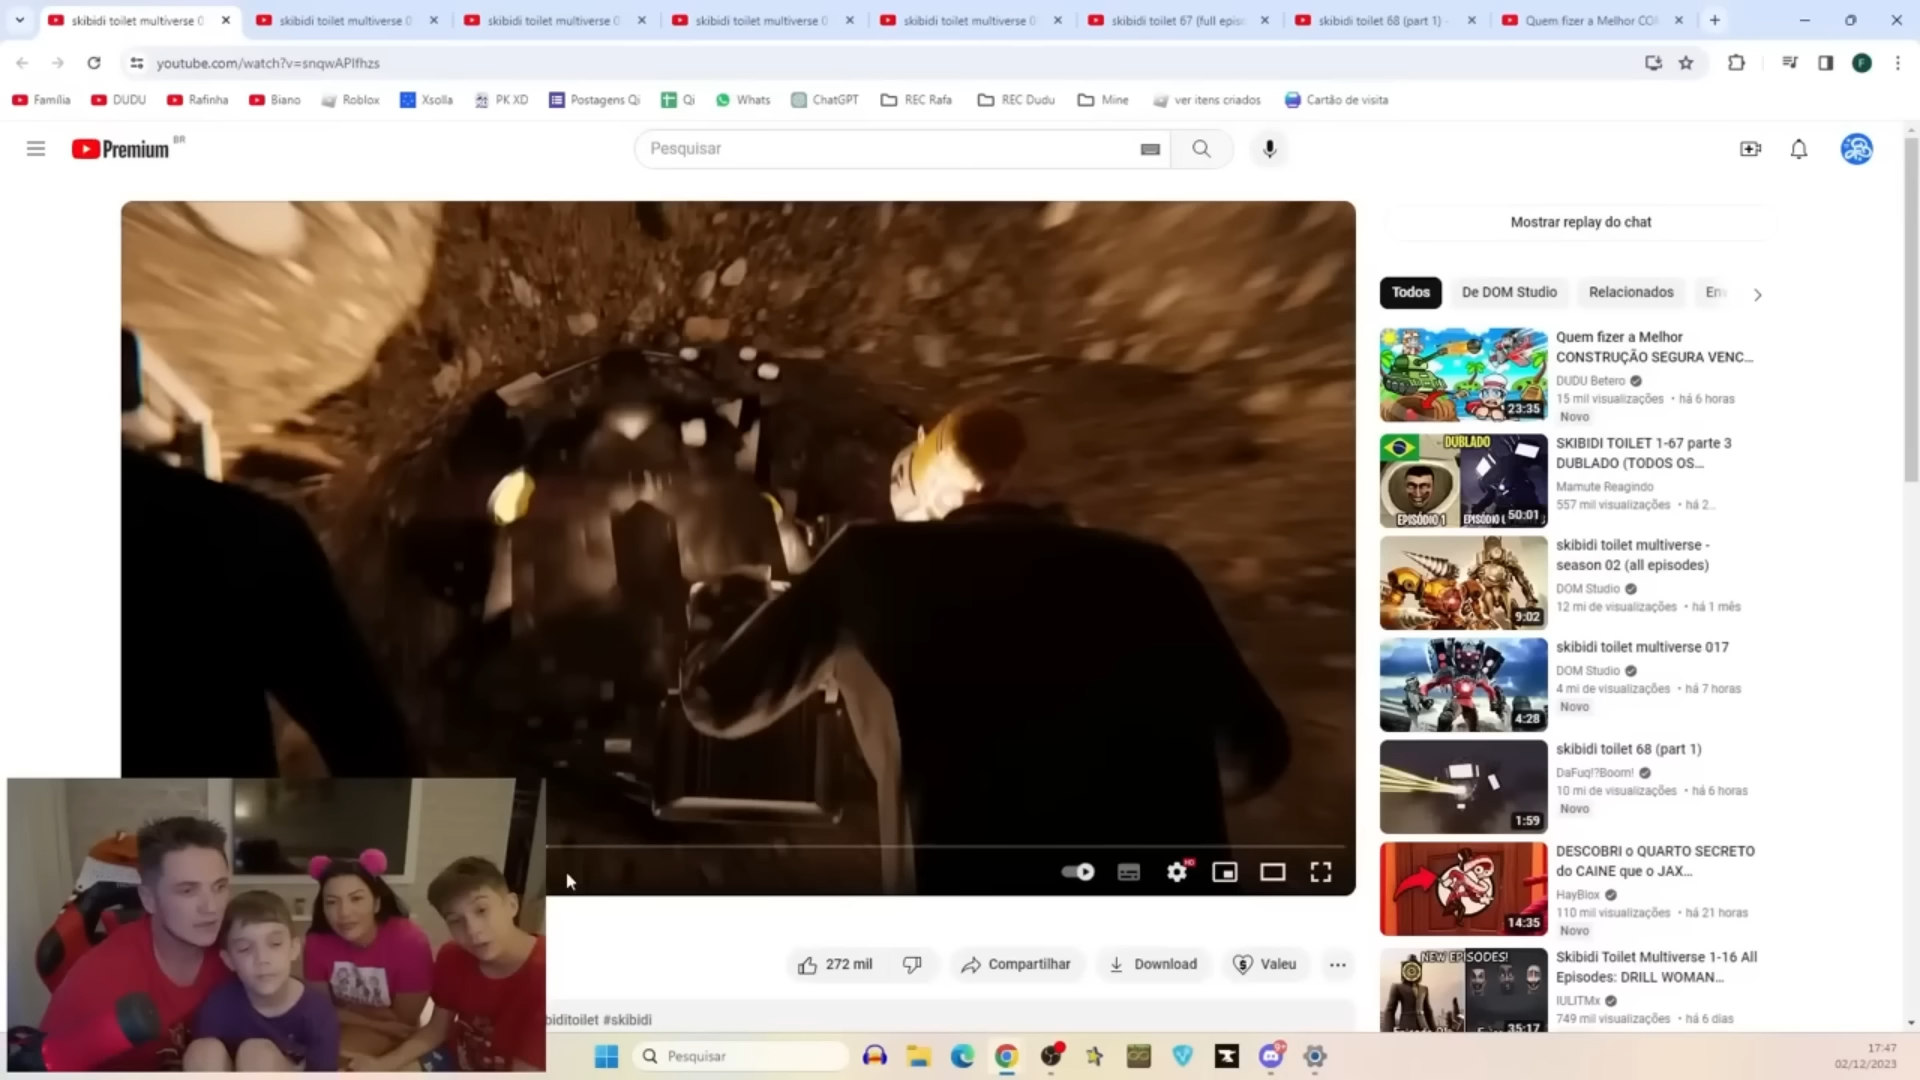 skibidi toilet multiverse 0
skibidi toilet multiverse 0
skibidi toilet multiverse 0
skibidi toilet multiverse 0
skibidi toilet multiverse 0
skibidi toilet 67 (full epis
skibidi toilet 68 (part 1) -
Quem fizer a Melhor CO
youtube.com/watch?v=snqwAPIfhzs
F
Família
DUDU
Rafinha
Biano
Roblox
Xsolla
PK XD
Postagens Qi
Qi
Whats
ChatGPT
REC Rafa
REC Dudu
Mine
ver itens criados
Cartão de visita
Premium BR
Pesquisar
Mostrar replay do chat
Todos
De DOM Studio
Relacionados
Env
Quem fizer a Melhor
CONSTRUÇÃO SEGURA VENC...
DUDU Betero
15 mil visualizações • há 6 horas
Novo
23:35
SKIBIDI TOILET 1-67 parte 3
DUBLADO (TODOS OS...
Mamute Reagindo
557 mil visualizações • há 2...
DUBLADO
EPISÓDIO 1
50:01
skibidi toilet multiverse -
season 02 (all episodes)
DOM Studio
12 mi de visualizações • há 1 mês
9:02
skibidi toilet multiverse 017
DOM Studio
4 mi de visualizações • há 7 horas
Novo
4:28
skibidi toilet 68 (part 1)
DaFuq!?Boom!
10 mi de visualizações • há 6 horas
Novo
1:59
DESCOBRI o QUARTO SECRETO
do CAINE que o JAX...
HayBlox
110 mil visualizações • há 21 horas
Novo
14:35
Skibidi Toilet Multiverse 1-16 All
Episodes: DRILL WOMAN...
IULITMx
749 mil visualizações • há 6 dias
NEW EPISODES!
35:17
HD
272 mil
Compartilhar
Download
Valeu
biditoilet #skibidi
Pesquisar
9+
17:47
02/12/2023